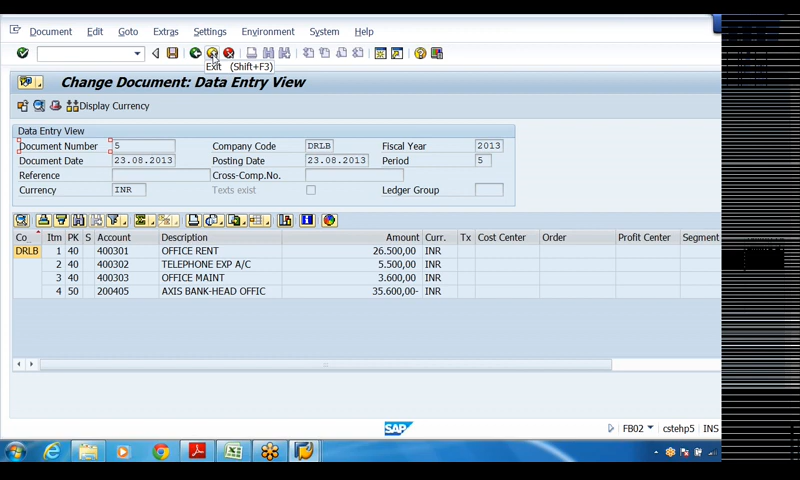 Document Edit Goto Extras Settings Environment System Help
Exit (Shift+F3)
Change Document: Data Entry View
Display Currency
Data Entry View
Document Number 5 Company Code DRLB Fiscal Year 2013
Document Date 23.08.2013 Posting Date 23.08.2013 Period 5
Reference Cross-Comp.No.
Currency INR Texts exist Ledger Group
Co.. Itm PK S Account Description Amount Curr. Tx Cost Center Order Profit Center Segment
DRLB 1 40 400301 OFFICE RENT 26.500,00 INR
2 40 400302 TELEPHONE EXP A/C 5.500,00 INR
3 40 400303 OFFICE MAINT 3.600,00 INR
4 50 200405 AXIS BANK-HEAD OFFIC 35.600,00- INR
SAP
FB02 cstehp5 INS